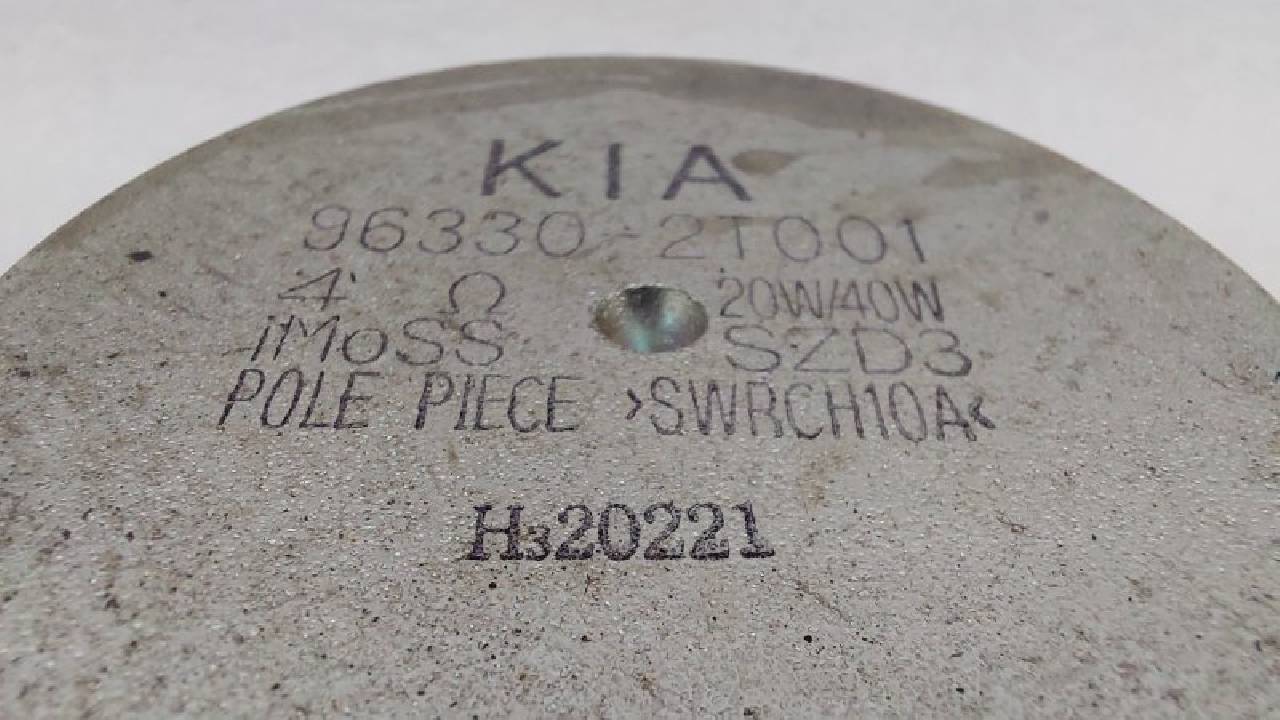 KIA
96330-2T001
4 Ω 20W/40W
iMoSS SZD3
POLE PIECE >SWRCH10A<
H320221